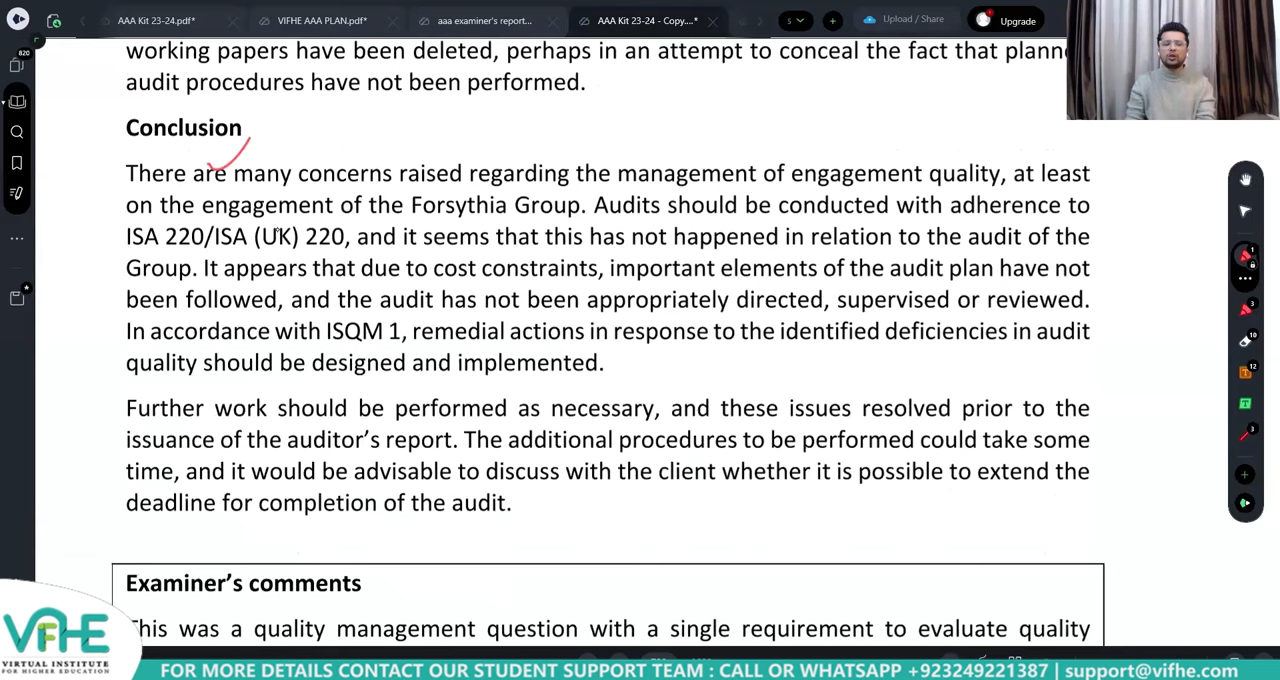 AAA Kit 23-24.pdf*
VIFHE AAA PLAN.pdf*
aaa examiner's report...
AAA Kit 23-24 - Copy....*
5
Upload / Share
Upgrade
820
working papers have been deleted, perhaps in an attempt to conceal the fact that planne
audit procedures have not been performed.
Conclusion
There are many concerns raised regarding the management of engagement quality, at least
on the engagement of the Forsythia Group. Audits should be conducted with adherence to
ISA 220/ISA (UK) 220, and it seems that this has not happened in relation to the audit of the
Group. It appears that due to cost constraints, important elements of the audit plan have not
been followed, and the audit has not been appropriately directed, supervised or reviewed.
In accordance with ISQM 1, remedial actions in response to the identified deficiencies in audit
quality should be designed and implemented.
Further work should be performed as necessary, and these issues resolved prior to the
issuance of the auditor's report. The additional procedures to be performed could take some
time, and it would be advisable to discuss with the client whether it is possible to extend the
deadline for completion of the audit.
Examiner's comments
This was a quality management question with a single requirement to evaluate quality
1
3
10
12
T
3
VIFHE
VIRTUAL INSTITUTE
FOR HIGHER EDUCATION
FOR MORE DETAILS CONTACT OUR STUDENT SUPPORT TEAM : CALL OR WHATSAPP +923249221387 | support@vifhe.com